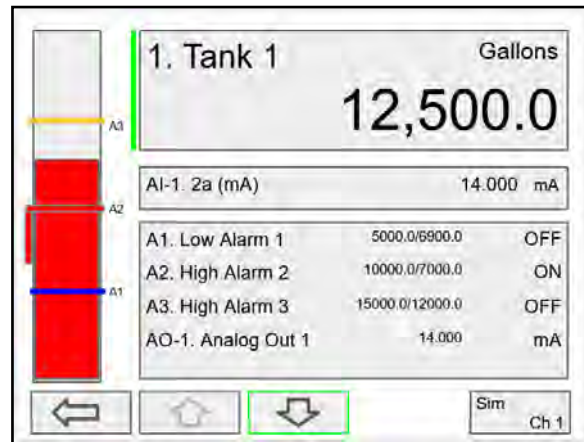 1. Tank 1 Gallons
12,500.0
A3
AI-1. 2a (mA) 14.000 mA
A2
A1. Low Alarm 1 5000.0/6900.0 OFF
A2. High Alarm 2 10000.0/7000.0 ON
A1
A3. High Alarm 3 15000.0/12000.0 OFF
AO-1. Analog Out 1 14.000 mA
Sim
Ch 1